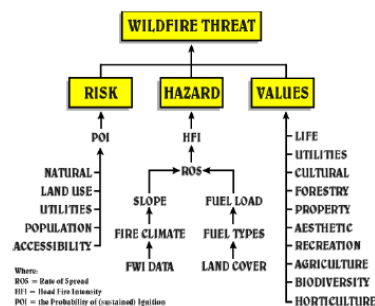 WILDFIRE THREAT
RISK
HAZARD
VALUES
POI
HFI
ROS
NATURAL
LAND USE
UTILITIES
POPULATION
ACCESSIBILITY
SLOPE
FUEL LOAD
FIRE CLIMATE
FUEL TYPES
FWI DATA
LAND COVER
LIFE
UTILITIES
CULTURAL
FORESTRY
PROPERTY
AESTHETIC
RECREATION
AGRICULTURE
BIODIVERSITY
HORTICULTURE
Where:
ROS = Rate of Spread
HFI = Head Fire Intensity
POI = the Probability of (sustained) Ignition